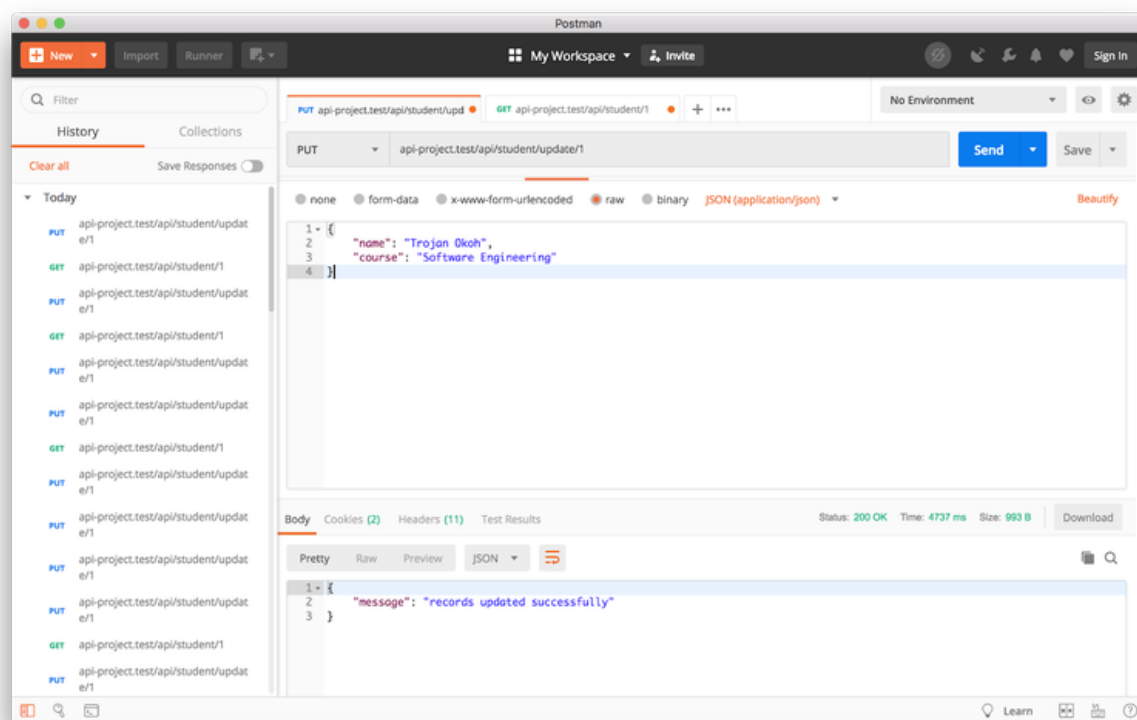 Postman
New Import Runner My Workspace Invite Sign In
Filter
History Collections
Clear all Save Responses
Today
PUT api-project.test/api/student/updat
e/1
GET api-project.test/api/student/1
PUT api-project.test/api/student/updat
e/1
GET api-project.test/api/student/1
PUT api-project.test/api/student/updat
e/1
PUT api-project.test/api/student/updat
e/1
GET api-project.test/api/student/1
PUT api-project.test/api/student/updat
e/1
PUT api-project.test/api/student/updat
e/1
PUT api-project.test/api/student/updat
e/1
PUT api-project.test/api/student/updat
e/1
GET api-project.test/api/student/1
PUT api-project.test/api/student/updat
e/1
PUT api-project.test/api/student/upd GET api-project.test/api/student/1 + ••• No Environment
PUT api-project.test/api/student/update/1 Send Save
none form-data x-www-form-urlencoded raw binary JSON (application/json) Beautify
1 {
2 "name": "Trojan Okoh",
3 "course": "Software Engineering"
4 }
Body Cookies (2) Headers (11) Test Results Status: 200 OK Time: 4737 ms Size: 993 B Download
Pretty Raw Preview JSON
1 {
2 "message": "records updated successfully"
3 }
Learn